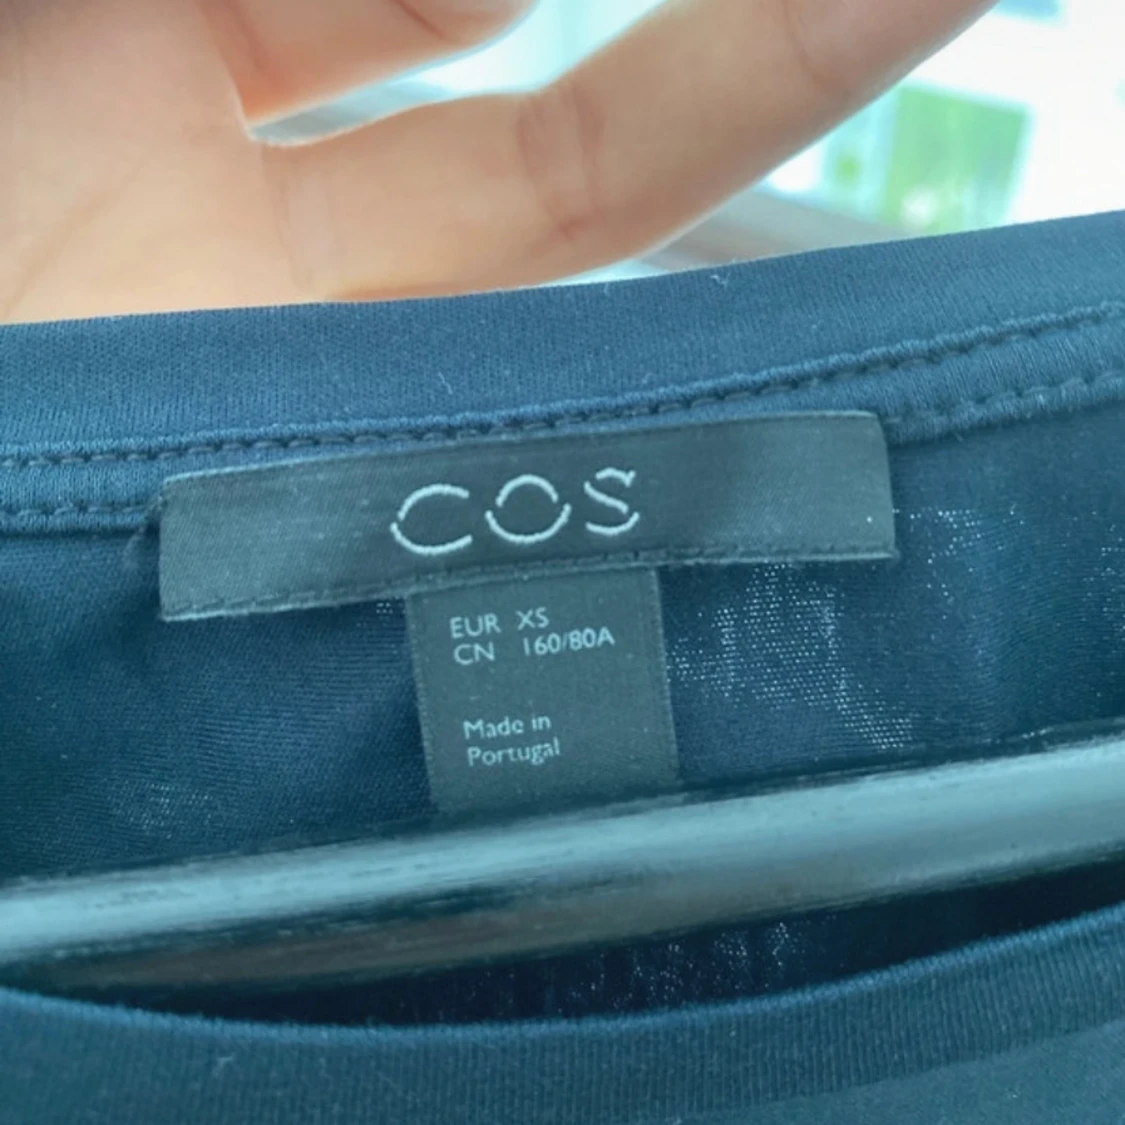 COS
EUR XS
CN 160/80A
Made in
Portugal